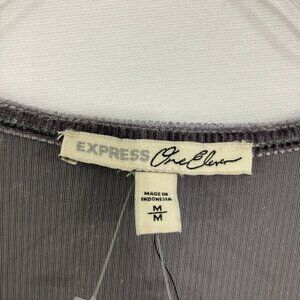 EXPRESS One Eleven
MADE IN
INDONESIA
M
M